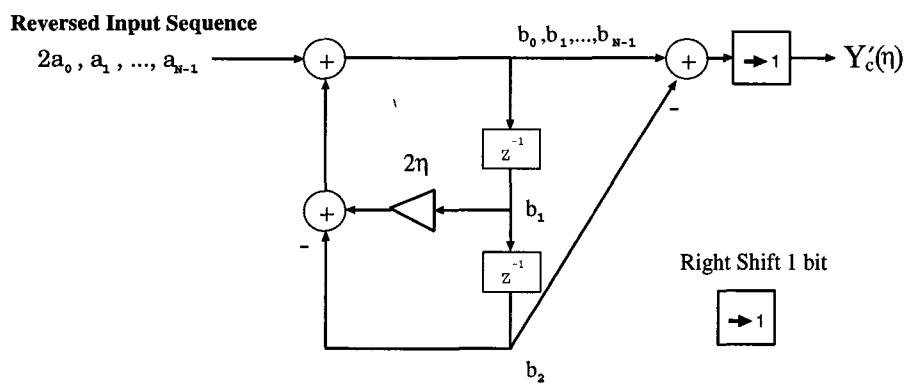 Reversed Input Sequence
2a₀, a₁, ..., a_{N-1}
+
b₀,b₁,...,b_{N-1}
+
→ 1
Y′_c(η)
-
z⁻¹
2η
+
b₁
-
z⁻¹
Right Shift 1 bit
→ 1
b₂